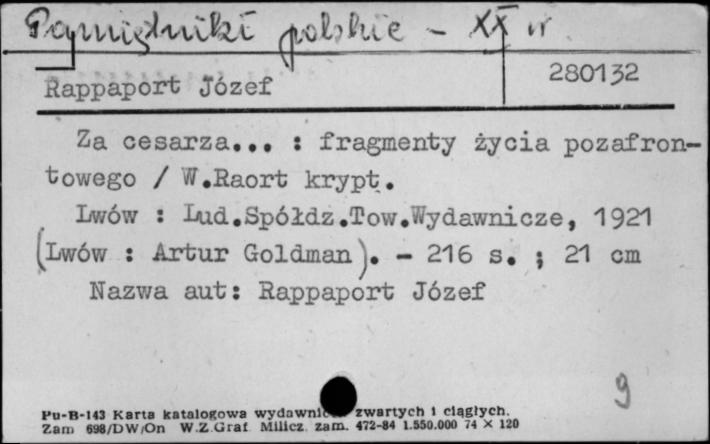 Pamiętniki polskie - XX w
Rappaport Józef 280132
Za cesarza... : fragmenty życia pozafron-
towego / W.Raort krypt.
Lwów : Lud.Spółdz.Tow.Wydawnicze, 1921
(Lwów : Artur Goldman). - 216 s. ; 21 cm
Nazwa aut: Rappaport Józef
9
Pu-B-143 Karta katalogowa zwartych i ciągłych.
Zam 698/DW/On W.Z.Graf. Milicz. zam. 472-84 1.550.000 74 × 120